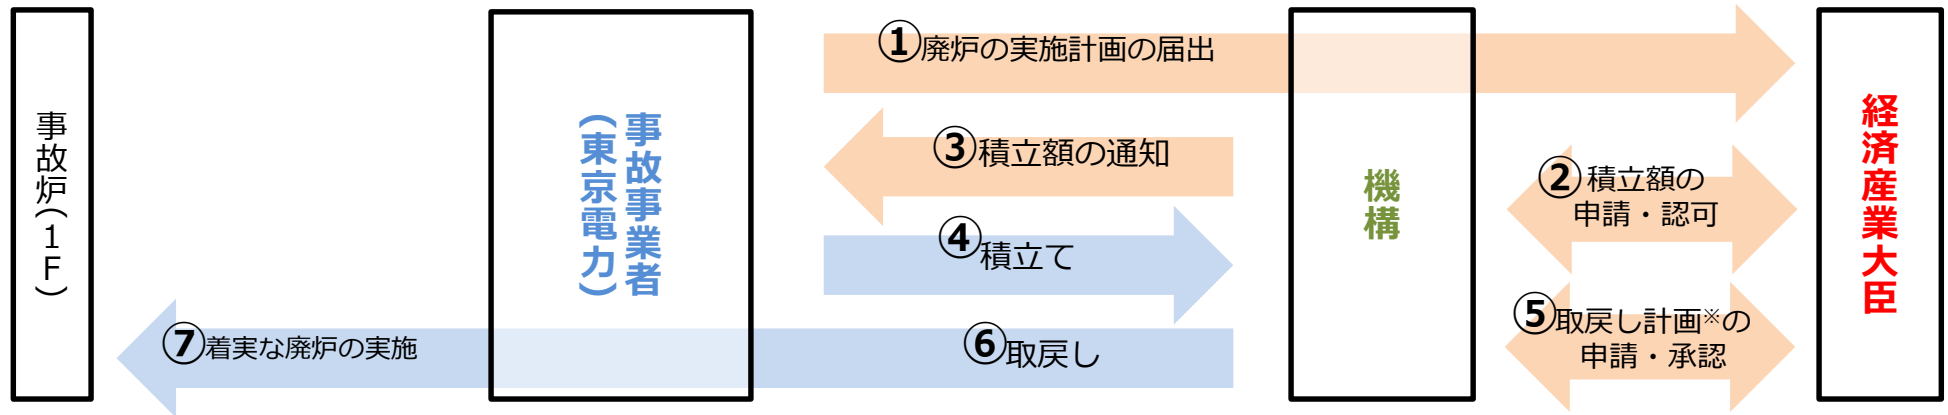 事故炉(1F)
事故事業者
(東京電力)
①廃炉の実施計画の届出
③積立額の通知
④積立て
⑥取戻し
⑦着実な廃炉の実施
機構
②積立額の
申請・認可
⑤取戻し計画※の
申請・承認
経済産業大臣